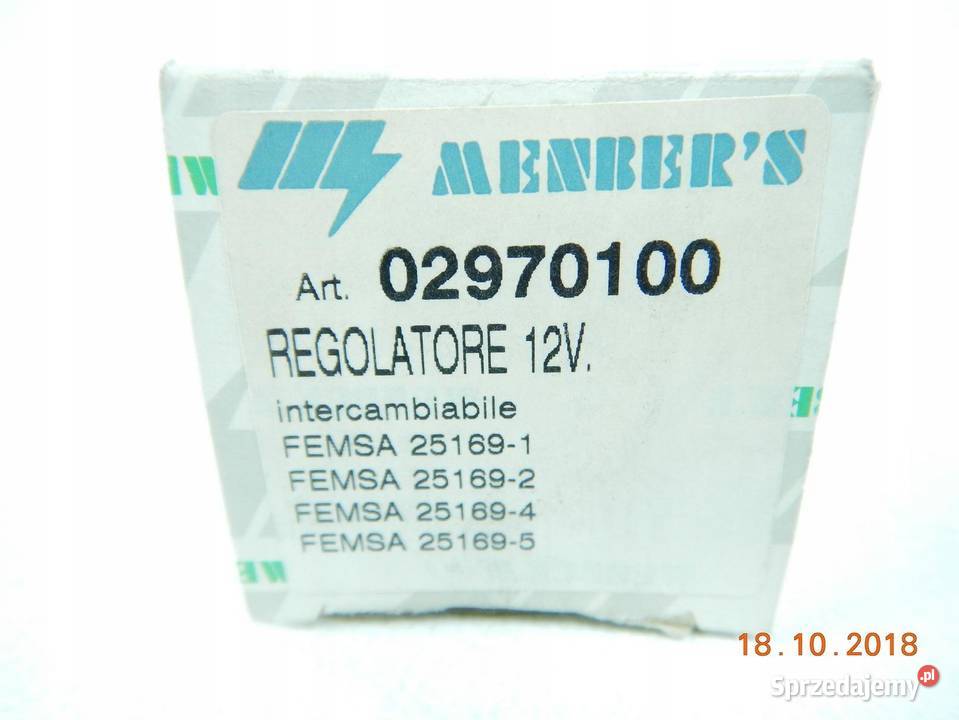 MENBER'S
Art. 02970100
REGOLATORE 12V.
intercambiabile
FEMSA 25169-1
FEMSA 25169-2
FEMSA 25169-4
FEMSA 25169-5
18.10.2018
Sprzedajemy.pl